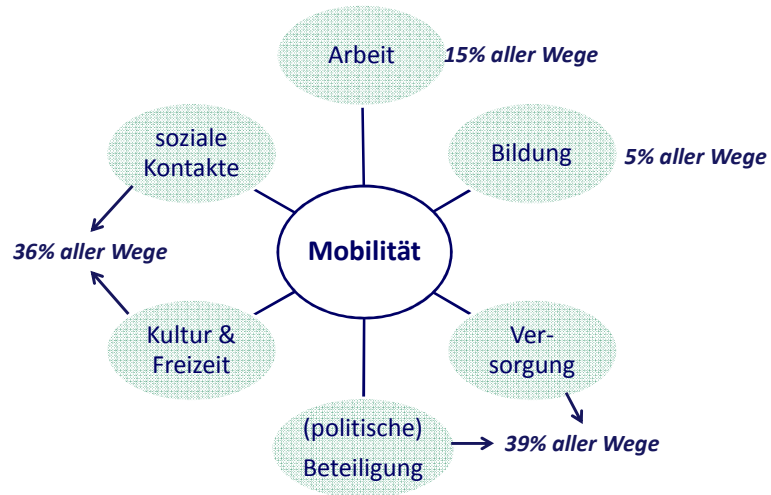 Arbeit
15% aller Wege
soziale
Kontakte
Bildung
5% aller Wege
36% aller Wege
Mobilität
Kultur &
Freizeit
Ver-
sorgung
(politische)
Beteiligung
39% aller Wege